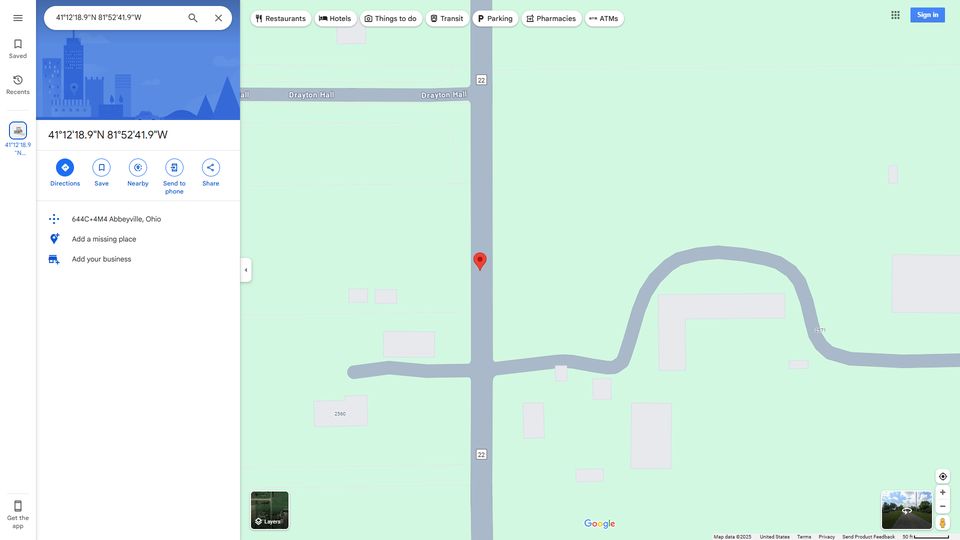 41°12'18.9"N 81°52'41.9"W
Restaurants
Hotels
Things to do
Transit
Parking
Pharmacies
ATMs
Sign in
Saved
Recents
41°12'18.9
"N...
41°12'18.9"N 81°52'41.9"W
Directions
Save
Nearby
Send to
phone
Share
644C+4M4 Abbeyville, Ohio
Add a missing place
Add your business
22
all
Drayton Hall
Drayton Hall
2560
22
Get the
app
Layers
Google
Map data ©2025
United States
Terms
Privacy
Send Product Feedback
50 ft